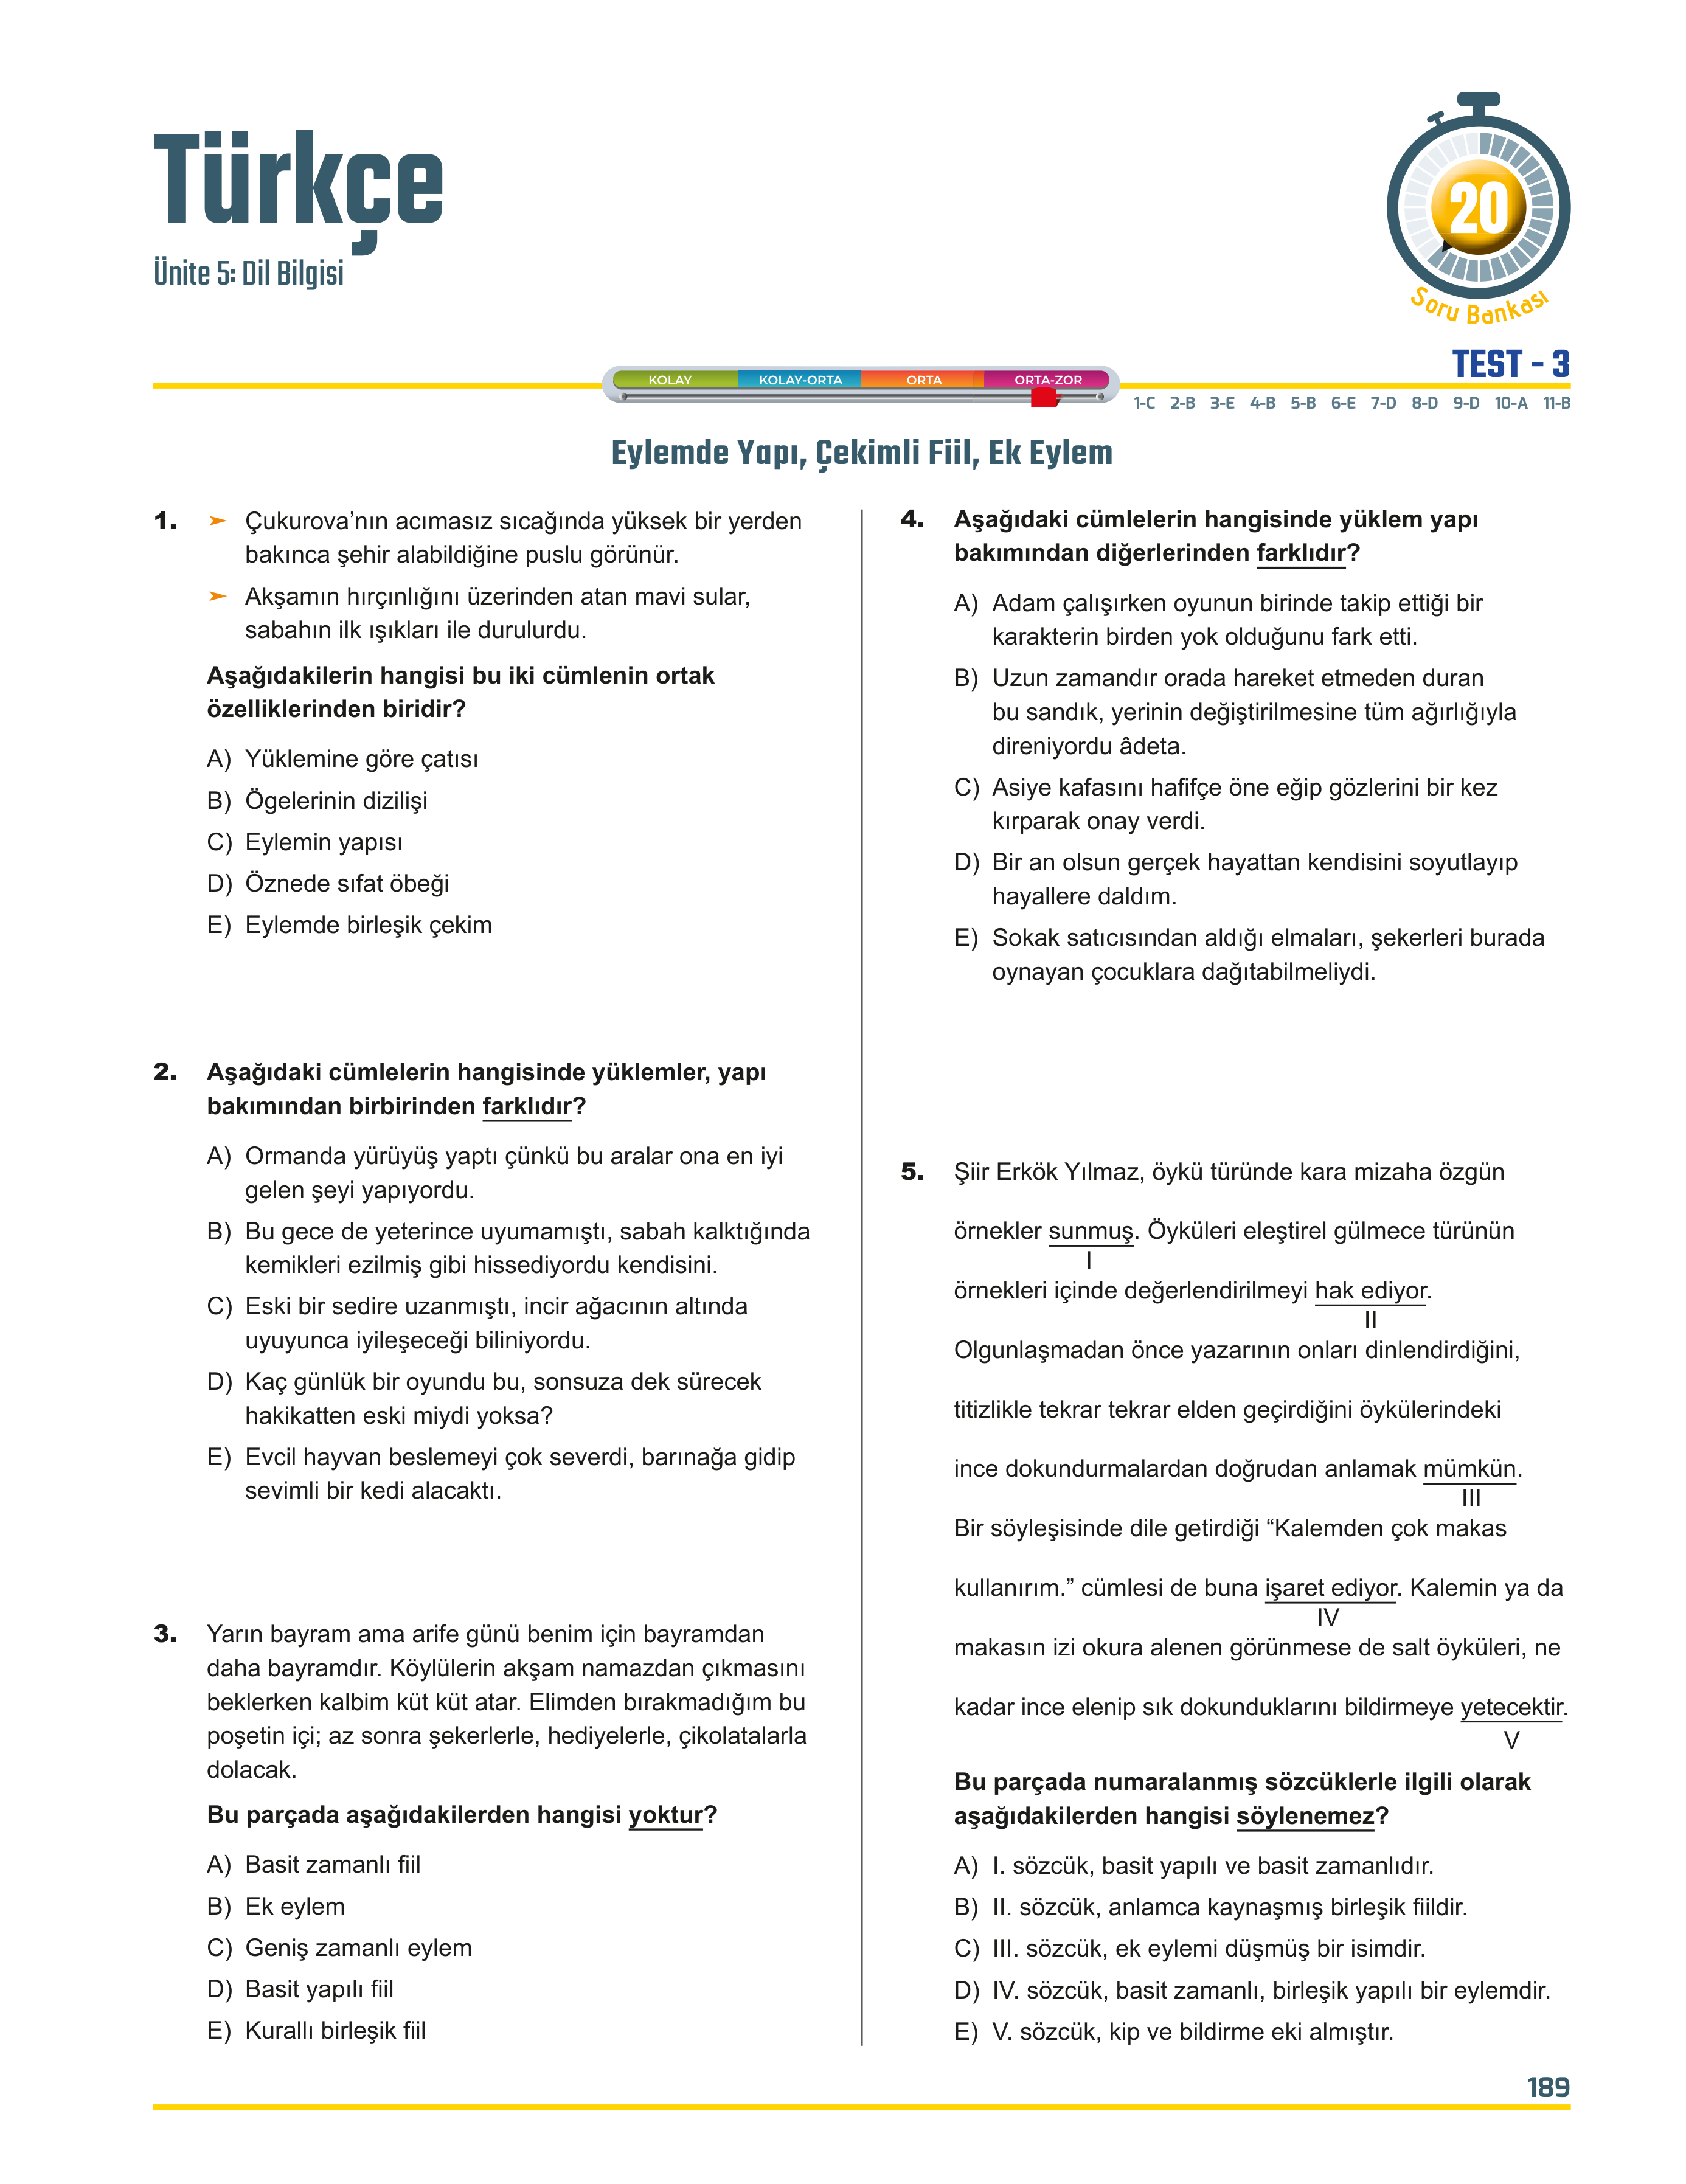 Türkçe
Ünite 5: Dil Bilgisi
20
Soru Bankası
TEST - 3
KOLAY KOLAY-ORTA ORTA ORTA-ZOR
1-C 2-B 3-E 4-B 5-B 6-E 7-D 8-D 9-D 10-A 11-B
Eylemde Yapı, Çekimli Fiil, Ek Eylem
1. ➤ Çukurova’nın acımasız sıcağında yüksek bir yerden
bakınca şehir alabildiğine puslu görünür.
➤ Akşamın hırçınlığını üzerinden atan mavi sular,
sabahın ilk ışıkları ile durulurdu.
Aşağıdakilerin hangisi bu iki cümlenin ortak
özelliklerinden biridir?
A) Yüklemine göre çatısı
B) Ögelerinin dizilişi
C) Eylemin yapısı
D) Öznede sıfat öbeği
E) Eylemde birleşik çekim
2. Aşağıdaki cümlelerin hangisinde yüklemler, yapı
bakımından birbirinden farklıdır?
A) Ormanda yürüyüş yaptı çünkü bu aralar ona en iyi
gelen şeyi yapıyordu.
B) Bu gece de yeterince uyumamıştı, sabah kalktığında
kemikleri ezilmiş gibi hissediyordu kendisini.
C) Eski bir sedire uzanmıştı, incir ağacının altında
uyuyunca iyileşeceği biliniyordu.
D) Kaç günlük bir oyundu bu, sonsuza dek sürecek
hakikatten eski miydi yoksa?
E) Evcil hayvan beslemeyi çok severdi, barınağa gidip
sevimli bir kedi alacaktı.
3. Yarın bayram ama arife günü benim için bayramdan
daha bayramdır. Köylülerin akşam namazdan çıkmasını
beklerken kalbim küt küt atar. Elimden bırakmadığım bu
poşetin içi; az sonra şekerlerle, hediyelerle, çikolatalarla
dolacak.
Bu parçada aşağıdakilerden hangisi yoktur?
A) Basit zamanlı fiil
B) Ek eylem
C) Geniş zamanlı eylem
D) Basit yapılı fiil
E) Kurallı birleşik fiil
4. Aşağıdaki cümlelerin hangisinde yüklem yapı
bakımından diğerlerinden farklıdır?
A) Adam çalışırken oyunun birinde takip ettiği bir
karakterin birden yok olduğunu fark etti.
B) Uzun zamandır orada hareket etmeden duran
bu sandık, yerinin değiştirilmesine tüm ağırlığıyla
direniyordu âdeta.
C) Asiye kafasını hafifçe öne eğip gözlerini bir kez
kırparak onay verdi.
D) Bir an olsun gerçek hayattan kendisini soyutlayıp
hayallere daldım.
E) Sokak satıcısından aldığı elmaları, şekerleri burada
oynayan çocuklara dağıtabilmeliydi.
5. Şiir Erkök Yılmaz, öykü türünde kara mizaha özgün
örnekler sunmuş. Öyküleri eleştirel gülmece türünün
I
örnekleri içinde değerlendirilmeyi hak ediyor.
II
Olgunlaşmadan önce yazarının onları dinlendirdiğini,
titizlikle tekrar tekrar elden geçirdiğini öykülerindeki
ince dokundurmalardan doğrudan anlamak mümkün.
III
Bir söyleşisinde dile getirdiği “Kalemden çok makas
kullanırım.” cümlesi de buna işaret ediyor. Kalemin ya da
IV
makasın izi okura alenen görünmese de salt öyküleri, ne
kadar ince elenip sık dokunduklarını bildirmeye yetecektir.
V
Bu parçada numaralanmış sözcüklerle ilgili olarak
aşağıdakilerden hangisi söylenemez?
A) I. sözcük, basit yapılı ve basit zamanlıdır.
B) II. sözcük, anlamca kaynaşmış birleşik fiildir.
C) III. sözcük, ek eylemi düşmüş bir isimdir.
D) IV. sözcük, basit zamanlı, birleşik yapılı bir eylemdir.
E) V. sözcük, kip ve bildirme eki almıştır.
189